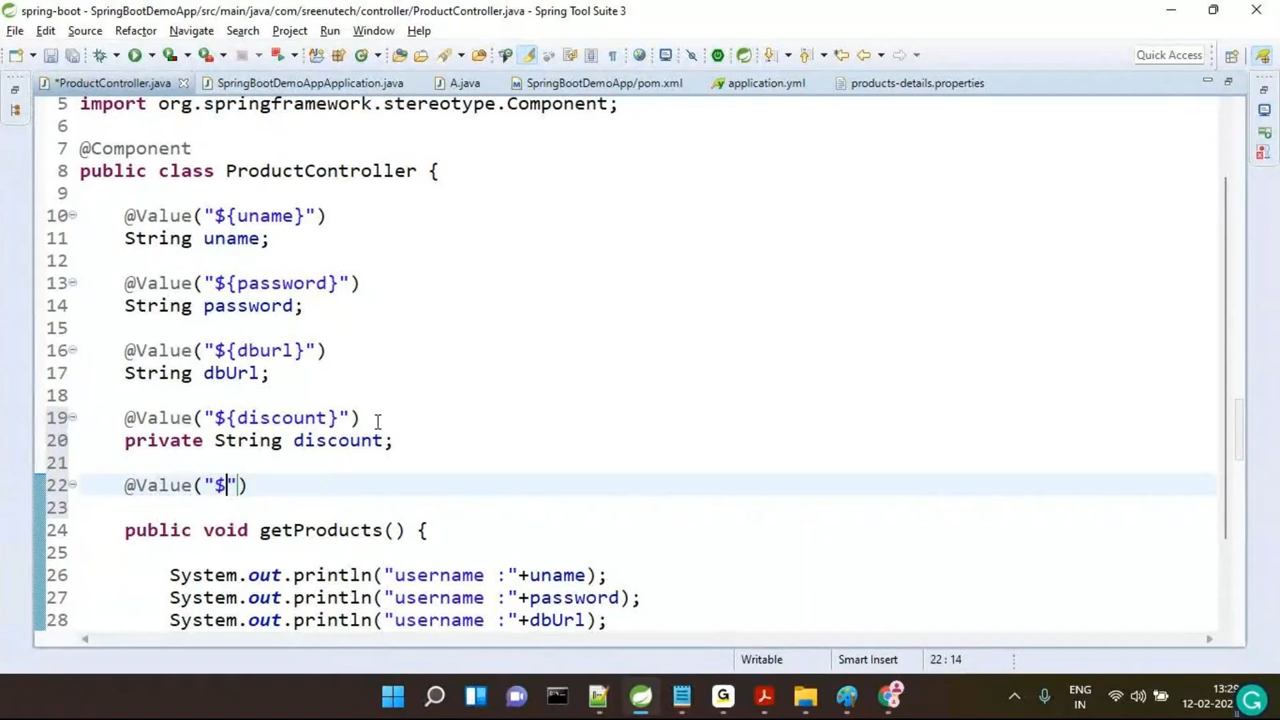 spring-boot - SpringBootDemoApp/src/main/java/com/sreenutech/controller/ProductController.java - Spring Tool Suite 3
File Edit Source Refactor Navigate Search Project Run Window Help
Quick Access
*ProductController.java SpringBootDemoAppApplication.java A.java SpringBootDemoApp/pom.xml application.yml products-details.properties
5 import org.springframework.stereotype.Component;
6
7 @Component
8 public class ProductController {
9
10 @Value("${uname}")
11 String uname;
12
13 @Value("${password}")
14 String password;
15
16 @Value("${dburl}")
17 String dbUrl;
18
19 @Value("${discount}")
20 private String discount;
21
22 @Value("$")
23
24 public void getProducts() {
25
26 System.out.println("username :"+uname);
27 System.out.println("username :"+password);
28 System.out.println("username :"+dbUrl);
Writable Smart Insert 22 : 14
ENG
IN
13:29
12-02-202